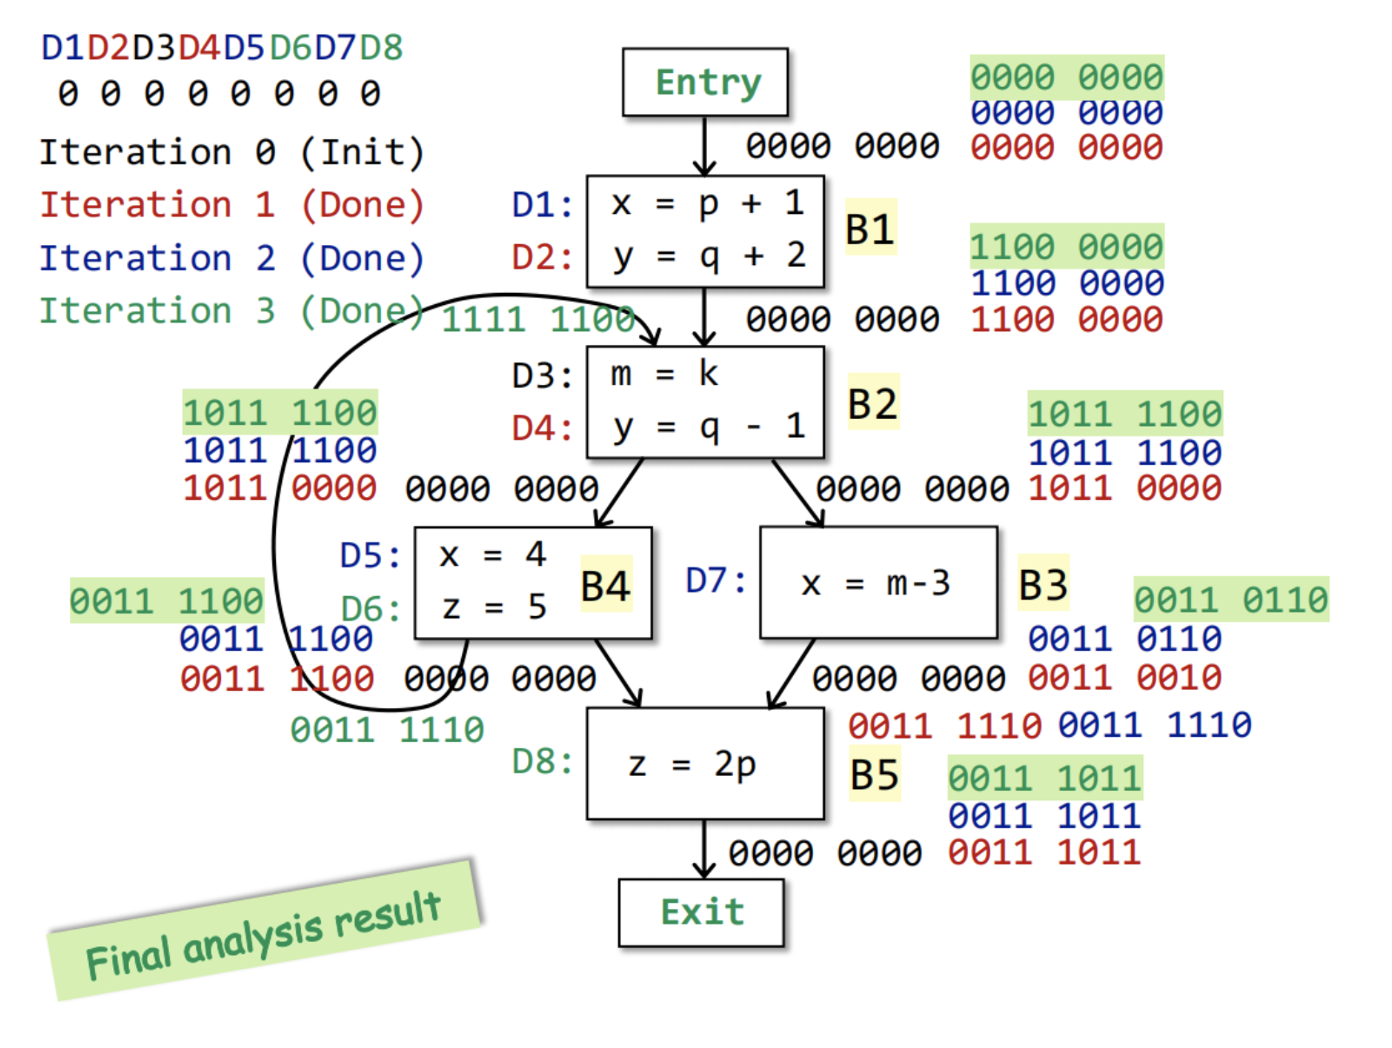 D1D2D3D4D5D6D7D8
0 0 0 0 0 0 0 0
Iteration 0 (Init)
Iteration 1 (Done)
Iteration 2 (Done)
Iteration 3 (Done)
Entry
0000 0000
0000 0000
0000 0000
0000 0000
D1: x = p + 1
D2: y = q + 2
B1
1100 0000
1100 0000
0000 0000 1100 0000
1111 1100
D3: m = k
D4: y = q - 1
B2
1011 1100
1011 1100
1011 0000 0000 0000
1011 1100
1011 1100
0000 0000 1011 0000
D5: x = 4
D6: z = 5
B4
D7: x = m-3
B3
0011 1100
0011 1100
0011 1100 0000 0000
0011 1110
0011 0110
0011 0110
0000 0000 0011 0010
0011 1110 0011 1110
D8: z = 2p
B5
0011 1011
0011 1011
0000 0000 0011 1011
Exit
Final analysis result